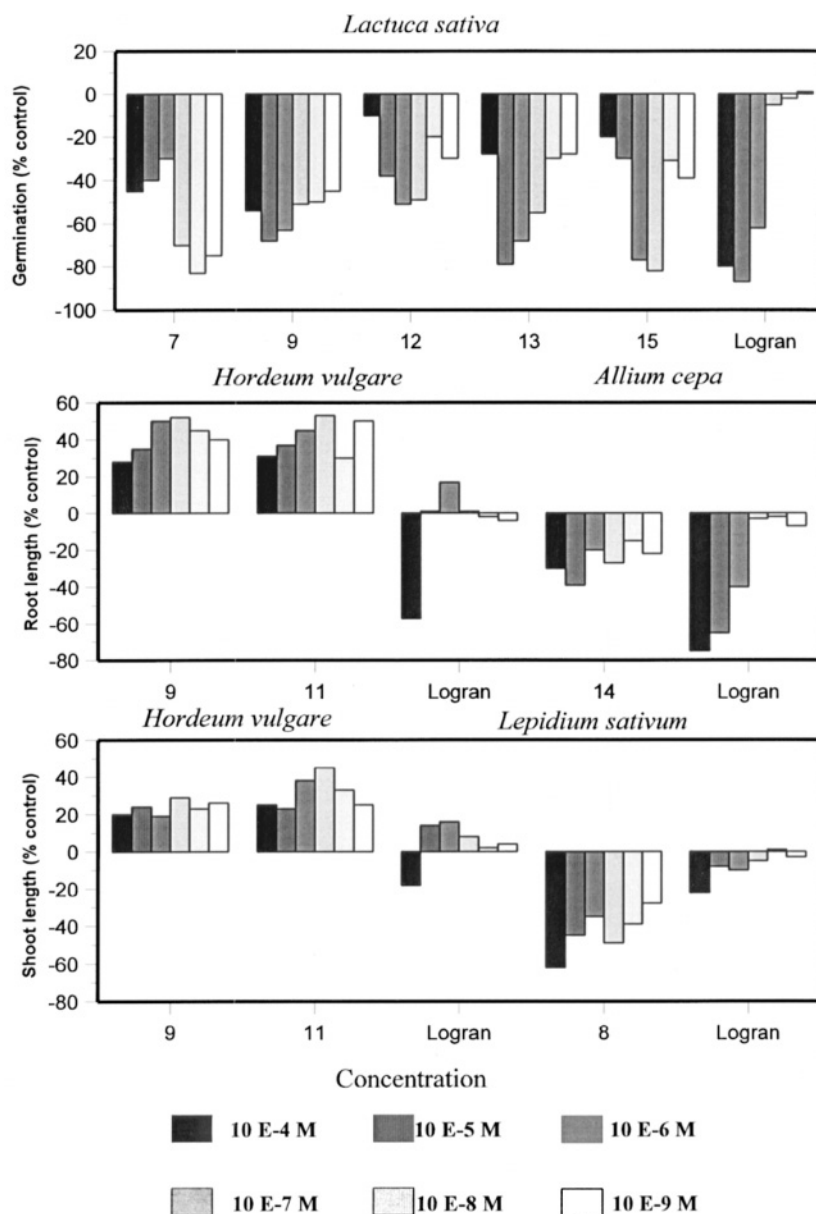 Lactuca sativa
Germination (% control)
20
0
-20
-40
-60
-80
-100
7 9 12 13 15 Logran
Hordeum vulgare Allium cepa
Root length (% control)
60
40
20
0
-20
-40
-60
-80
9 11 Logran 14 Logran
Hordeum vulgare Lepidium sativum
Shoot length (% control)
60
40
20
0
-20
-40
-60
-80
9 11 Logran 8 Logran
Concentration
10 E-4 M 10 E-5 M 10 E-6 M
10 E-7 M 10 E-8 M 10 E-9 M